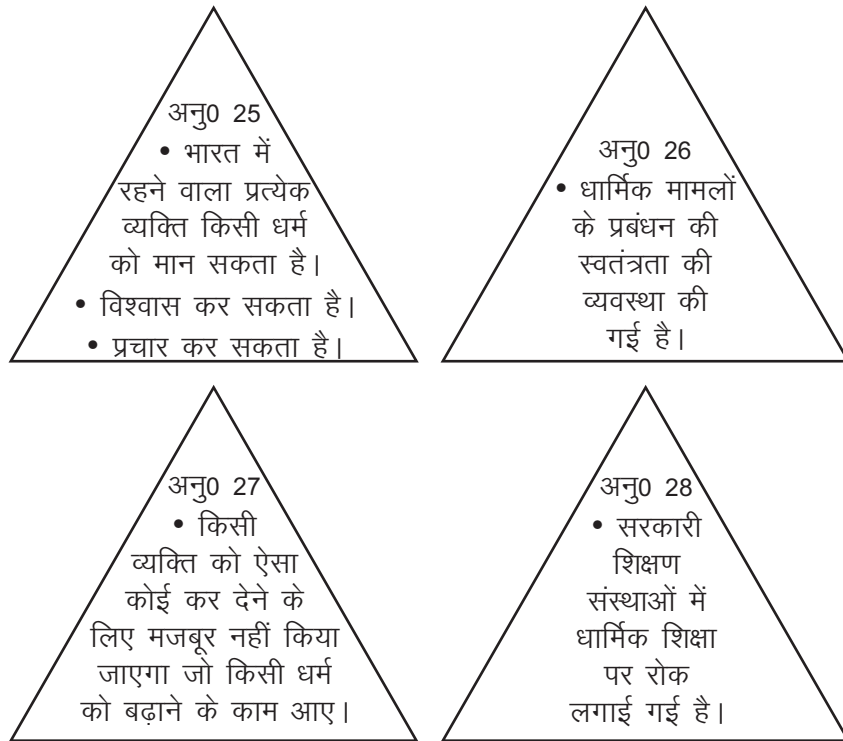 अनु0 25
• भारत में
रहने वाला प्रत्येक
व्यक्ति किसी धर्म
को मान सकता है।
• विश्वास कर सकता है।
• प्रचार कर सकता है।
अनु0 26
• धार्मिक मामलों
के प्रबंधन की
स्वतंत्रता की
व्यवस्था की
गई है।
अनु0 27
• किसी
व्यक्ति को ऐसा
कोई कर देने के
लिए मजबूर नहीं किया
जाएगा जो किसी धर्म
को बढ़ाने के काम आए।
अनु0 28
• सरकारी
शिक्षण
संस्थाओं में
धार्मिक शिक्षा
पर रोक
लगाई गई है।